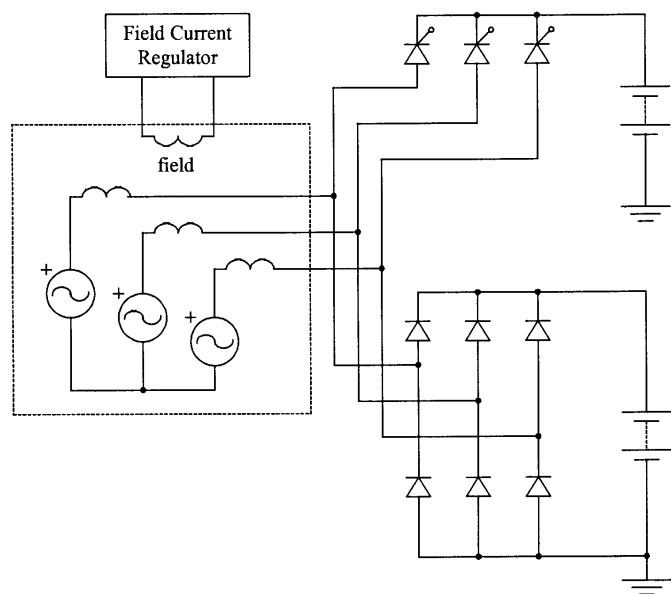 Field Current
Regulator
field
+
+
+